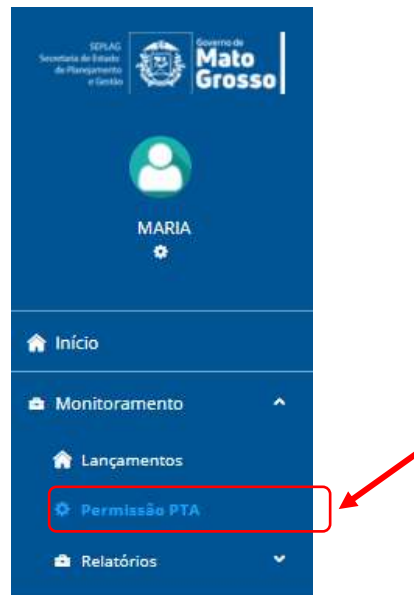 SEPLAG
Secretaria de Estado
de Planejamento
e Gestão
Governo de
Mato
Grosso
MARIA
Início
Monitoramento
Lançamentos
Permissão PTA
Relatórios